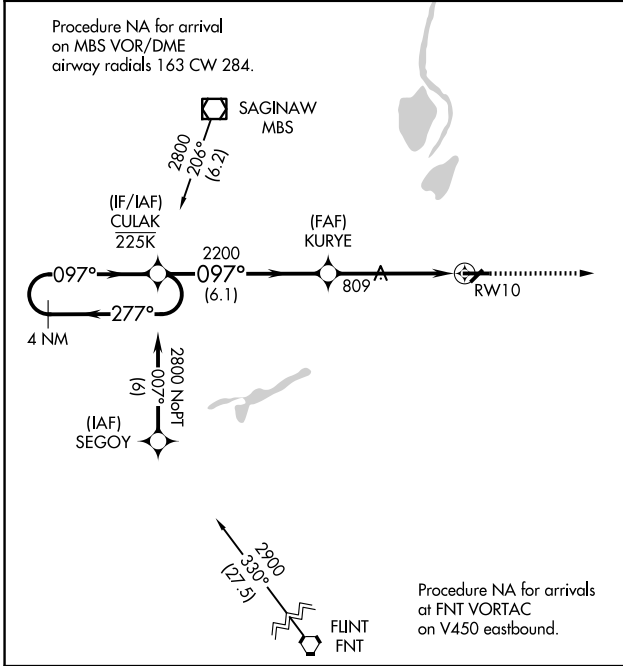 Procedure NA for arrival
on MBS VOR/DME
airway radials 163 CW 284.
SAGINAW
MBS
2800
206°
(6.2)
(IF/IAF)
CULAK
225K
(FAF)
KURYE
2200
097°
097°
(6.1)
809
RW10
277°
4 NM
2800 NoPT
007°
(6)
(IAF)
SEGOY
2900
330°
(27.5)
FLINT
FNT
Procedure NA for arrivals
at FNT VORTAC
on V450 eastbound.